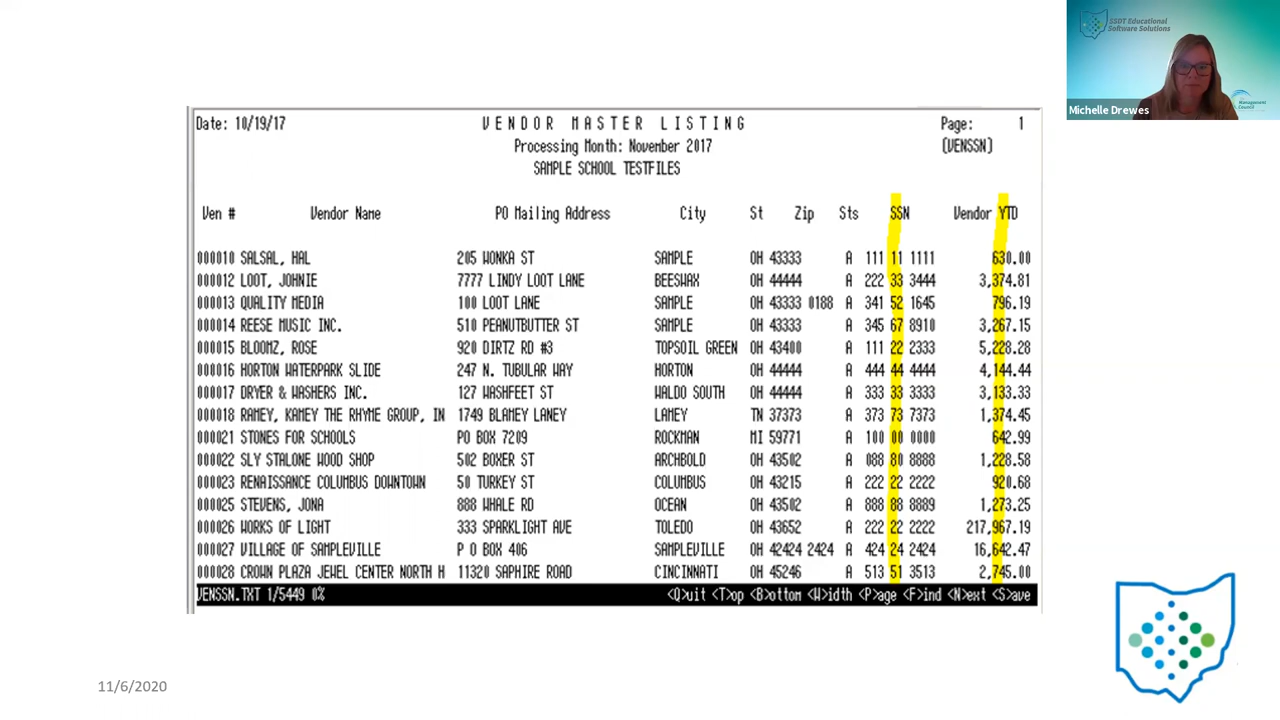 SSDT Educational
Software Solutions
Management
Council
Michelle Drewes
Date: 10/19/17 VENDOR MASTER LISTING Page: 1
Processing Month: November 2017 (VENSSN)
SAMPLE SCHOOL TESTFILES
Ven # Vendor Name PO Mailing Address City St Zip Sts SSN Vendor YTD
000010 SALSAL, HAL 205 WONKA ST SAMPLE OH 43333 A 111 11 1111 630.00
000012 LOOT, JOHNIE 7777 LINDY LOOT LANE BEESWAX OH 44444 A 222 33 3444 3,374.81
000013 QUALITY MEDIA 100 LOOT LANE SAMPLE OH 43333 0188 A 341 52 1645 796.19
000014 REESE MUSIC INC. 510 PEANUTBUTTER ST SAMPLE OH 43333 A 345 67 8910 3,267.15
000015 BLOOMZ, ROSE 920 DIRTZ RD #3 TOPSOIL GREEN OH 43400 A 111 22 2333 5,228.28
000016 HORTON WATERPARK SLIDE 247 N. TUBULAR WAY HORTON OH 44444 A 444 44 4444 4,144.44
000017 DRYER & WASHERS INC. 127 WASHFEET ST WALDO SOUTH OH 44444 A 333 33 3333 3,133.33
000018 RAMEY, KAMEY THE RHYME GROUP, IN 1749 BLAMEY LANEY LAMEY TN 37373 A 373 73 7373 1,374.45
000021 STONES FOR SCHOOLS PO BOX 7209 ROCKMAN MI 59771 A 100 00 0000 642.99
000022 SLY STALONE WOOD SHOP 502 BOXER ST ARCHBOLD OH 43502 A 088 80 8888 1,228.58
000023 RENAISSANCE COLUMBUS DOWNTOWN 50 TURKEY ST COLUMBUS OH 43215 A 222 22 2222 920.68
000025 STEVENS, JONA 888 WHALE RD OCEAN OH 43502 A 888 88 8889 1,273.25
000026 WORKS OF LIGHT 333 SPARKLIGHT AVE TOLEDO OH 43652 A 222 22 2222 217,967.19
000027 VILLAGE OF SAMPLEVILLE P O BOX 406 SAMPLEVILLE OH 42424 2424 A 424 24 2424 16,642.47
000028 CROWN PLAZA JEWEL CENTER NORTH H 11320 SAPHIRE ROAD CINCINNATI OH 45246 A 513 51 3513 2,745.00
VENSSN.TXT 1/5449 0% <Q>uit <T>op <B>ottom <W>idth <P>age <F>ind <N>ext <S>ave
11/6/2020